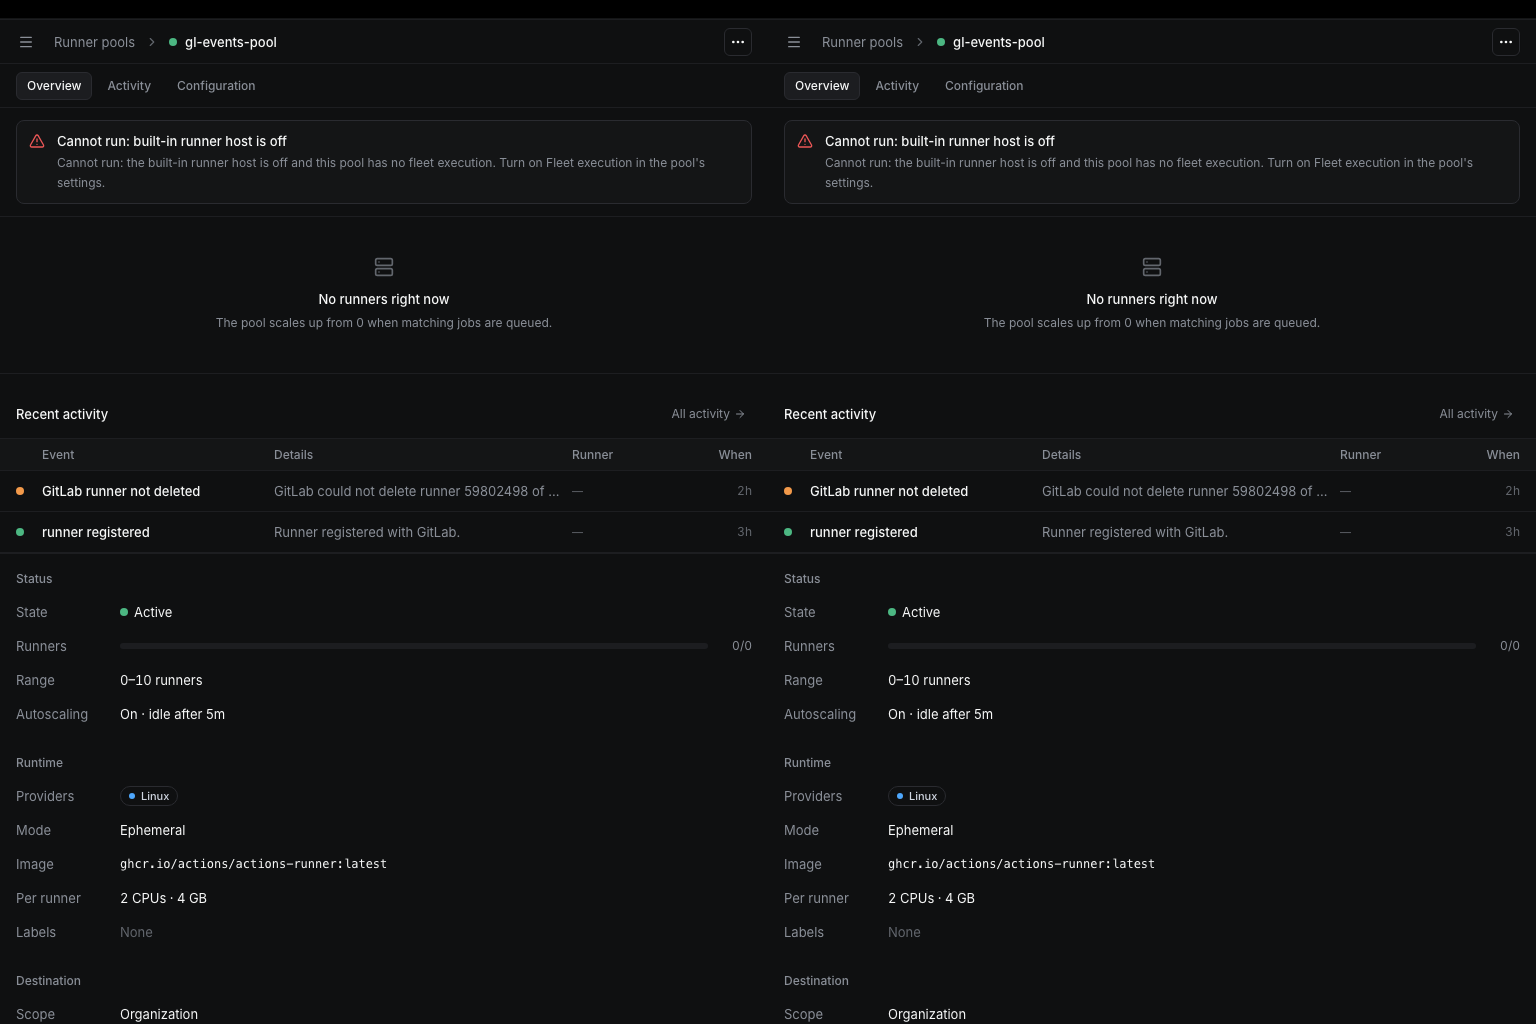 Runner pools > gl-events-pool
Overview Activity Configuration
Cannot run: built-in runner host is off
Cannot run: the built-in runner host is off and this pool has no fleet execution. Turn on Fleet execution in the pool's
settings.
No runners right now
The pool scales up from 0 when matching jobs are queued.
Recent activity All activity →
Event Details Runner When
GitLab runner not deleted GitLab could not delete runner 59802498 of ... — 2h
runner registered Runner registered with GitLab. — 3h
Status
State Active
Runners 0/0
Range 0–10 runners
Autoscaling On · idle after 5m
Runtime
Providers Linux
Mode Ephemeral
Image ghcr.io/actions/actions-runner:latest
Per runner 2 CPUs · 4 GB
Labels None
Destination
Scope Organization
Runner pools > gl-events-pool
Overview Activity Configuration
Cannot run: built-in runner host is off
Cannot run: the built-in runner host is off and this pool has no fleet execution. Turn on Fleet execution in the pool's
settings.
No runners right now
The pool scales up from 0 when matching jobs are queued.
Recent activity All activity →
Event Details Runner When
GitLab runner not deleted GitLab could not delete runner 59802498 of ... — 2h
runner registered Runner registered with GitLab. — 3h
Status
State Active
Runners 0/0
Range 0–10 runners
Autoscaling On · idle after 5m
Runtime
Providers Linux
Mode Ephemeral
Image ghcr.io/actions/actions-runner:latest
Per runner 2 CPUs · 4 GB
Labels None
Destination
Scope Organization